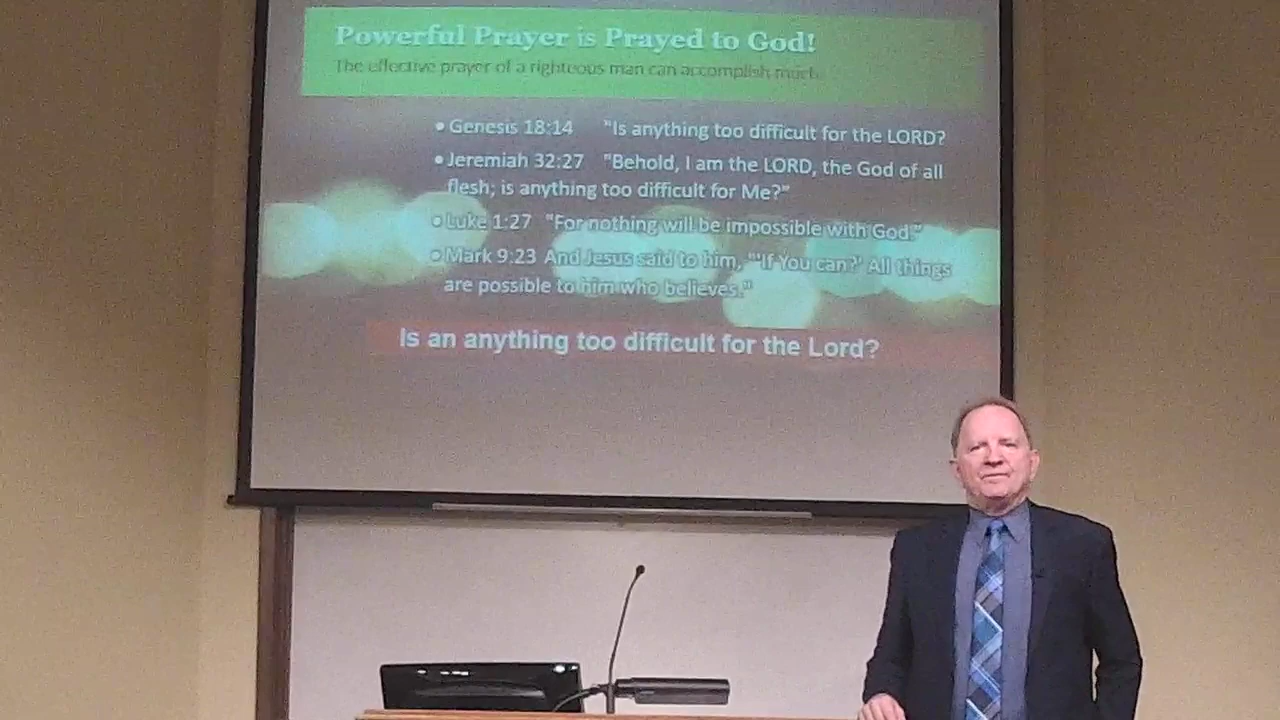 Powerful Prayer is Prayed to God!
The effective prayer of a righteous man can accomplish much.
• Genesis 18:14 "Is anything too difficult for the LORD?
• Jeremiah 32:27 "Behold, I am the LORD, the God of all
flesh; is anything too difficult for Me?"
• Luke 1:27 "For nothing will be impossible with God."
• Mark 9:23 And Jesus said to him, "'If You can?' All things
are possible to him who believes."
Is an anything too difficult for the Lord?